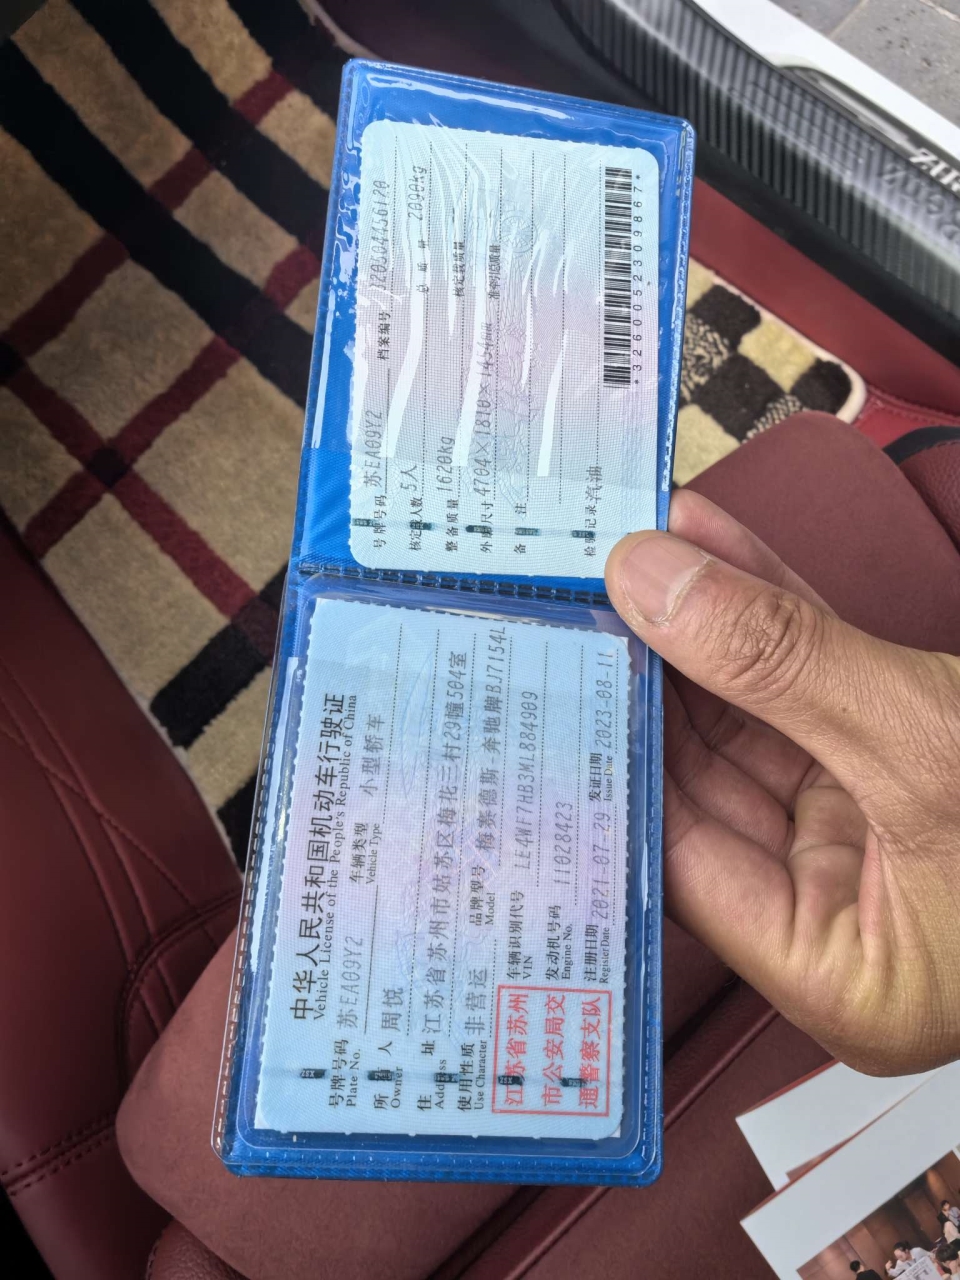 中华人民共和国机动车行驶证
Vehicle License of the People's Republic of China
号牌号码 苏EA09Y2 车辆类型 小型轿车
Plate No. Vehicle Type
所有人 周悦
Owner
住址 江苏省苏州市姑苏区梅花三村29幢504室
Address
使用性质 非营运 品牌型号 梅赛德斯-奔驰牌BJ7154L
Use Character Model
江苏省苏州
市公安局交
通警察支队
车辆识别代号 LE4WF7HB3ML884909
VIN
发动机号码 11028423
Engine No.
注册日期 2021-07-29 发证日期 2023-08-11
Register Date Issue Date
号牌号码 苏EA09Y2 档案编号
核定载人数 5人 总质量 2090kg
整备质量 1620kg 核定载质量
外廓尺寸 准牵引总质量
备注
检验记录 汽油
*3260052309867*